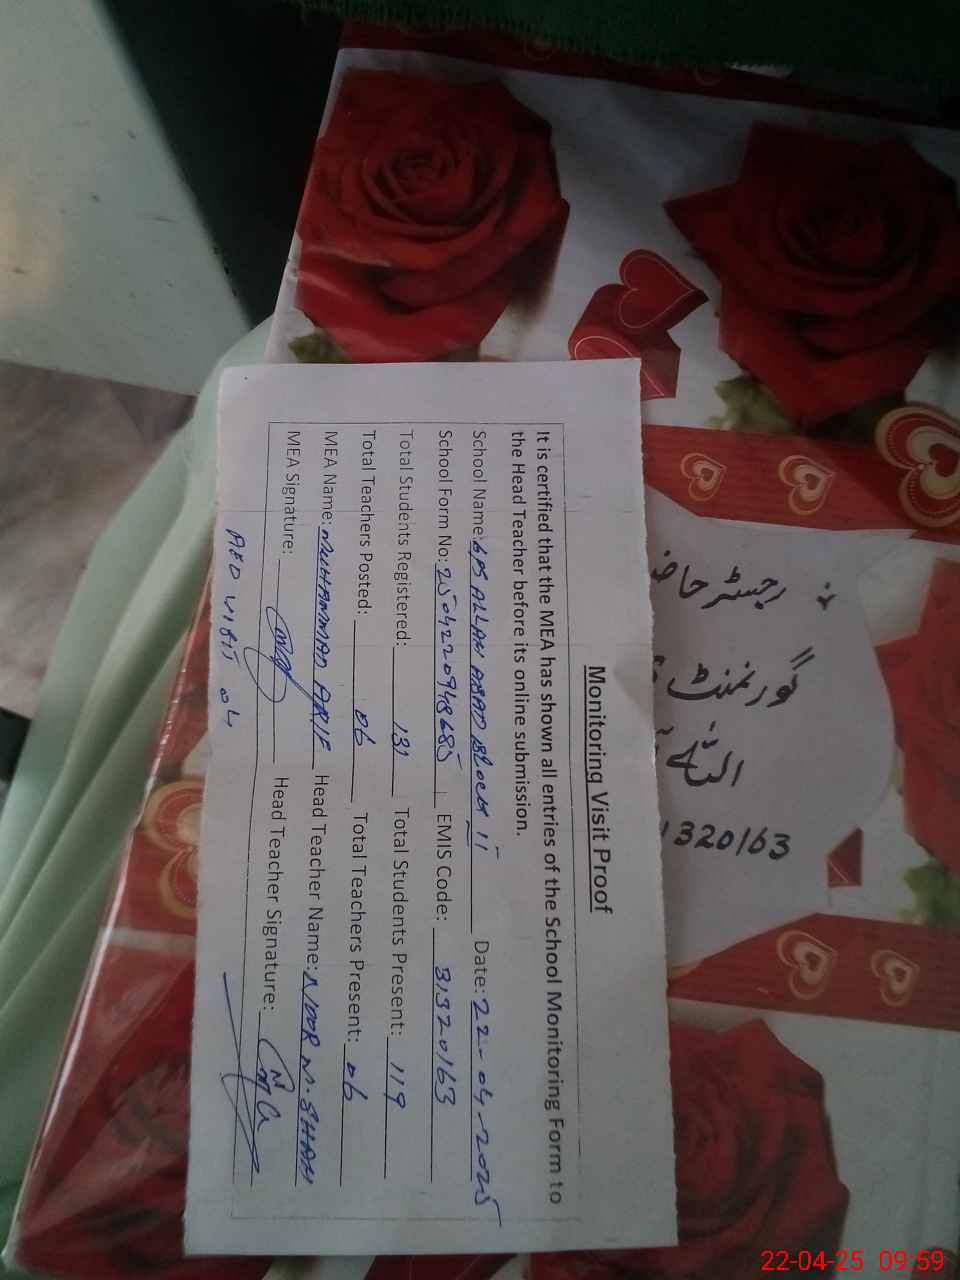 Monitoring Visit Proof
It is certified that the MEA has shown all entries of the School Monitoring Form to
the Head Teacher before its online submission.
School Name: GPS ALLAH ABAD BLOCK 11 Date: 22-04-2025
School Form No: 2504220948685 EMIS Code: 31320163
Total Students Registered: 131 Total Students Present: 119
Total Teachers Posted: 06 Total Teachers Present: 06
MEA Name: MUHAMMAD ARIF Head Teacher Name: NOOR M. SHAH
MEA Signature: Head Teacher Signature:
AEO VISIT 04
رجسٹر حاضر
گورنمنٹ
1320163
22-04-25 09:59